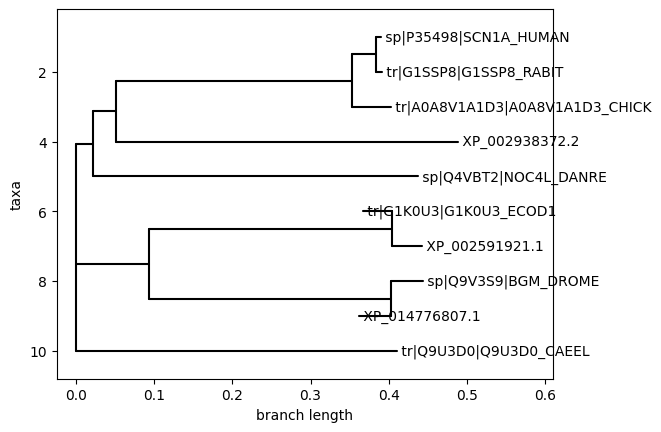 sp|P35498|SCN1A_HUMAN
2
tr|G1SSP8|G1SSP8_RABIT
tr|A0A8V1A1D3|A0A8V1A1D3_CHICK
4
XP_002938372.2
sp|Q4VBT2|NOC4L_DANRE
taxa
6
tr|G1K0U3|G1K0U3_ECOD1
XP_002591921.1
8
sp|Q9V3S9|BGM_DROME
XP_014776807.1
10
tr|Q9U3D0|Q9U3D0_CAEEL
0.0 0.1 0.2 0.3 0.4 0.5 0.6
branch length